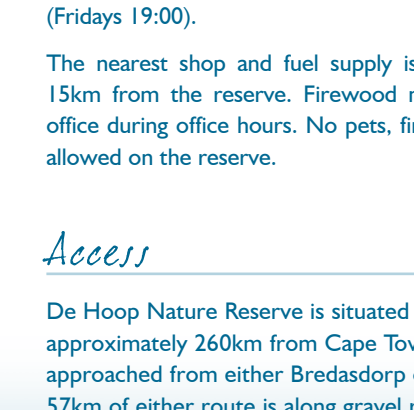 (Fridays 19:00).
The nearest shop and fuel supply is
15km from the reserve. Firewood
office during office hours. No pets,
allowed on the reserve.
Access
De Hoop Nature Reserve is situated
approximately 260km from Cape
approached from either Bredasdorp
57km of either route is along gravel